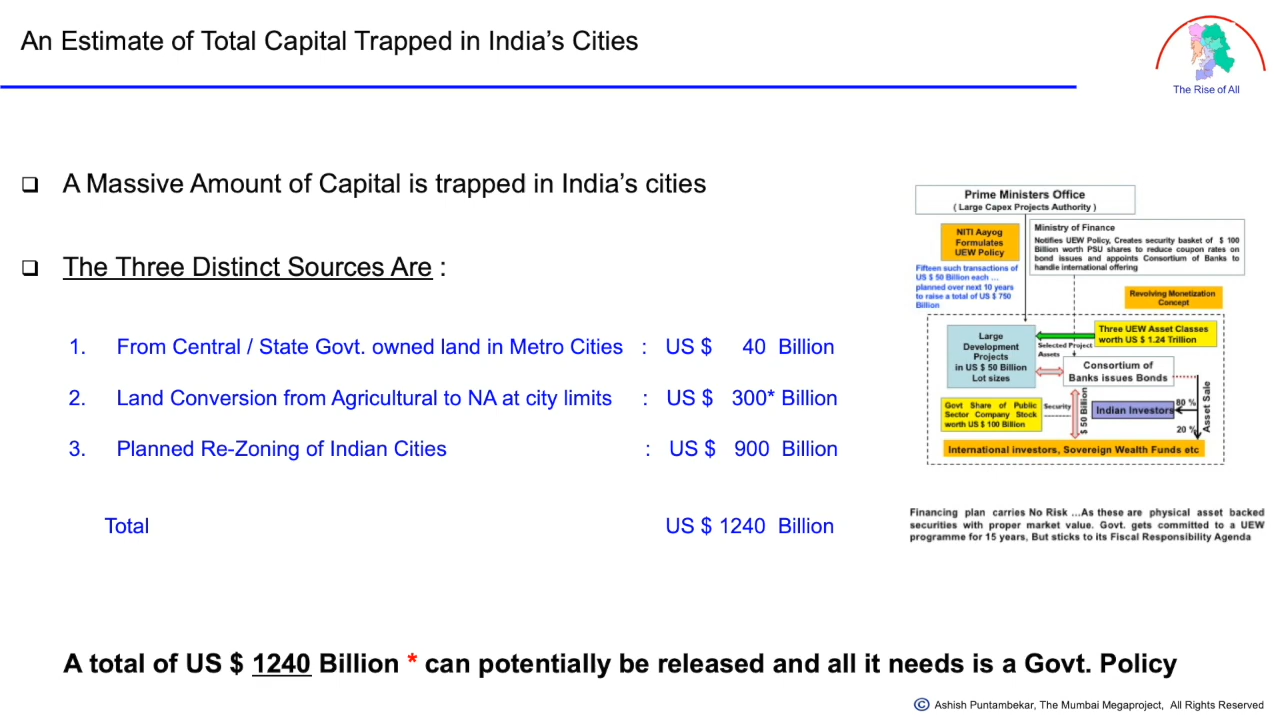 An Estimate of Total Capital Trapped in India’s Cities
The Rise of All
❑ A Massive Amount of Capital is trapped in India’s cities
❑ The Three Distinct Sources Are :
1. From Central / State Govt. owned land in Metro Cities : US $ 40 Billion
2. Land Conversion from Agricultural to NA at city limits : US $ 300* Billion
3. Planned Re-Zoning of Indian Cities : US $ 900 Billion
Total US $ 1240 Billion
Prime Ministers Office
( Large Capex Projects Authority )
NITI Aayog
Formulates
UEW Policy
Ministry of Finance
Notifies UEW Policy, Creates security basket of $ 100
Billion worth PSU shares to reduce coupon rates on
bond issues and appoints Consortium of Banks to
handle international offering
Fifteen such transactions of
US $ 50 Billion each ...
planned over next 10 years
to raise a total of US $ 750
Billion
Revolving Monetization
Concept
Large
Development
Projects
in US $ 50 Billion
Lot sizes
Three UEW Asset Classes
worth US $ 1.24 Trillion
Selected Project
Assets
Consortium of
Banks issues Bonds
Govt Share of Public
Sector Company Stock
worth US $ 100 Billion
Security
$ 50 Billion
Indian Investors
80 %
20 %
Asset Sale
International investors, Sovereign Wealth Funds etc
Financing plan carries No Risk ...As these are physical asset backed
securities with proper market value. Govt. gets committed to a UEW
programme for 15 years, But sticks to its Fiscal Responsibility Agenda
A total of US $ 1240 Billion * can potentially be released and all it needs is a Govt. Policy
© Ashish Puntambekar, The Mumbai Megaproject, All Rights Reserved